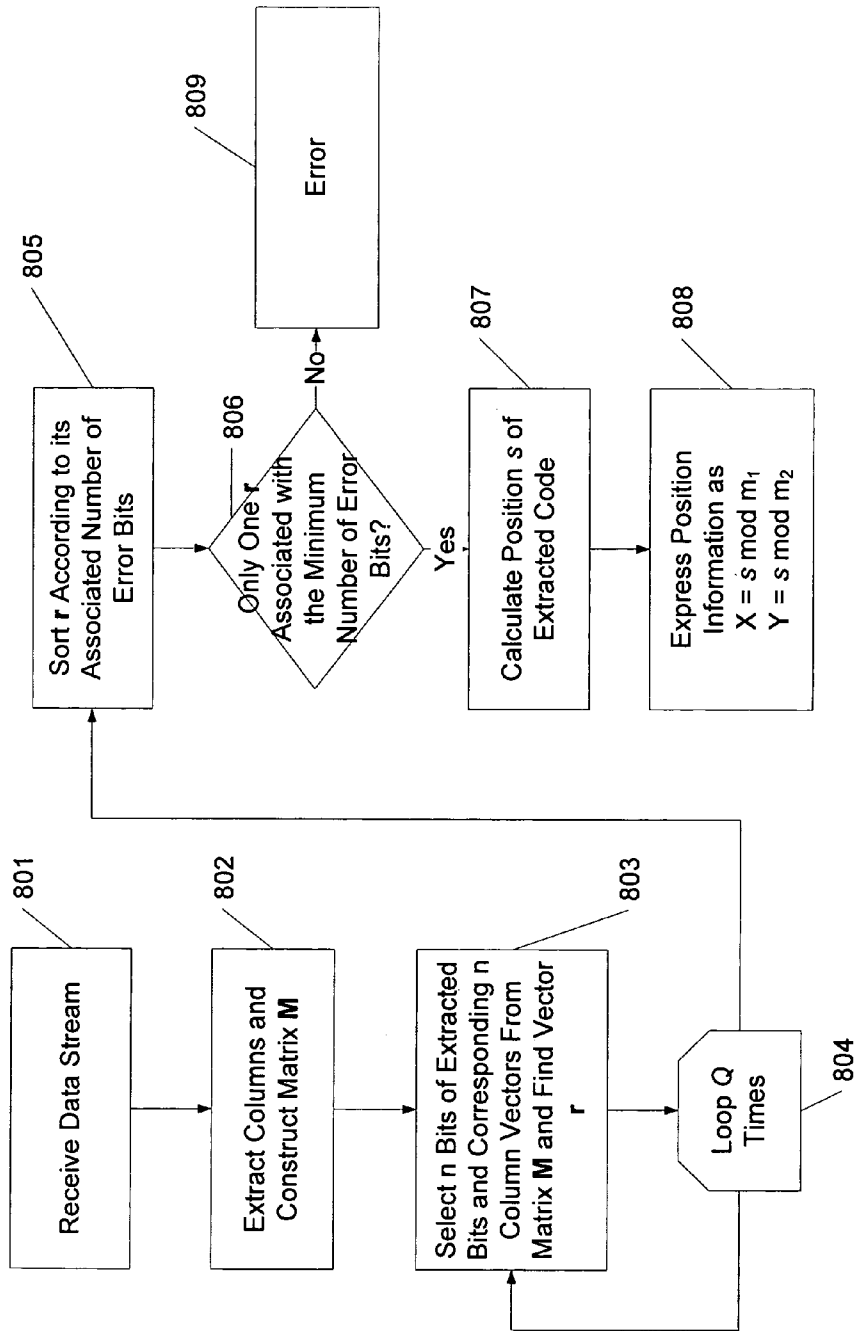 801
Receive Data Stream
802
Extract Columns and
Construct Matrix M
803
Select n Bits of Extracted
Bits and Corresponding n
Column Vectors From
Matrix M and Find Vector
r
804
Loop Q
Times
805
Sort r According to its
Associated Number of
Error Bits
806
Only One r
Associated with
the Minimum
Number of Error
Bits?
No
809
Error
Yes
807
Calculate Position s of
Extracted Code
808
Express Position
Information as
X = s mod m₁
Y = s mod m₂